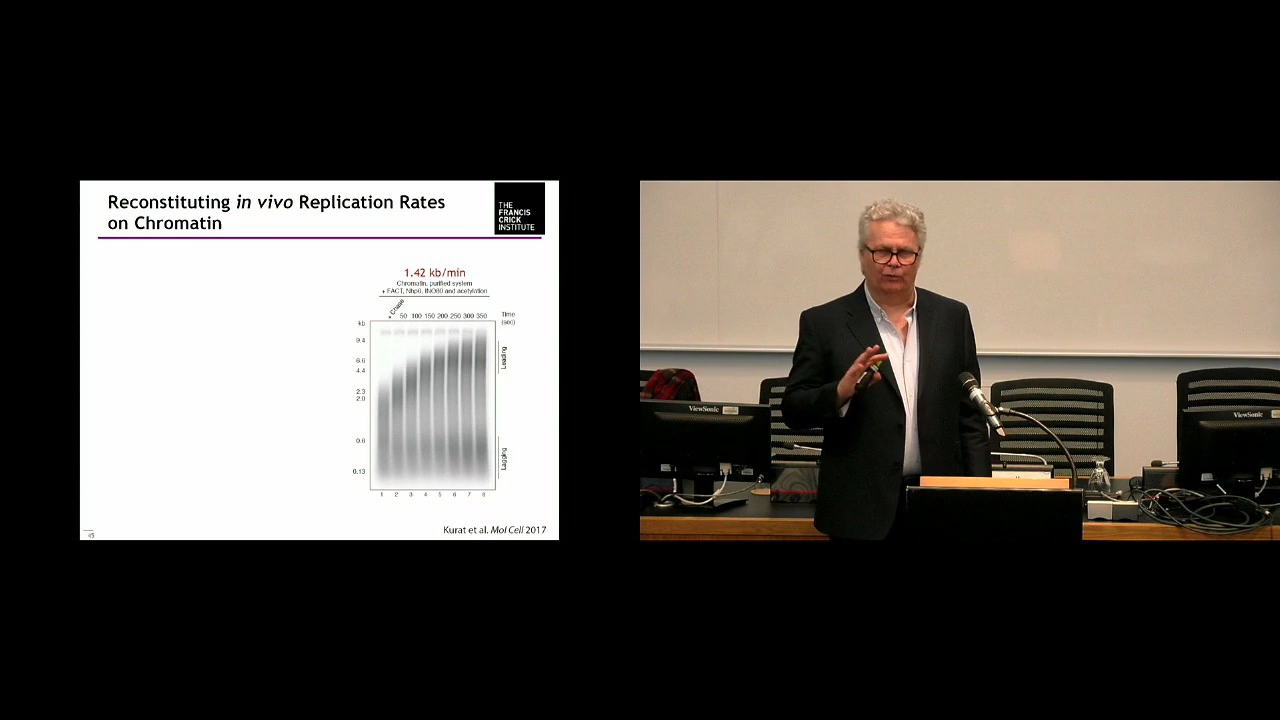 Reconstituting in vivo Replication Rates
on Chromatin
THE
FRANCIS
CRICK
INSTITUTE
1.42 kb/min
Chromatin, purified system
+ FACT, Nhp6, INO80 and acetylation
+ Chase
50 100 150 200 250 300 350
Time
(sec)
kb
9.4
6.6
4.4
2.3
2.0
0.6
0.13
Leading
Lagging
1 2 3 4 5 6 7 8
Kurat et al. Mol Cell 2017
45
ViewSonic
ViewSonic